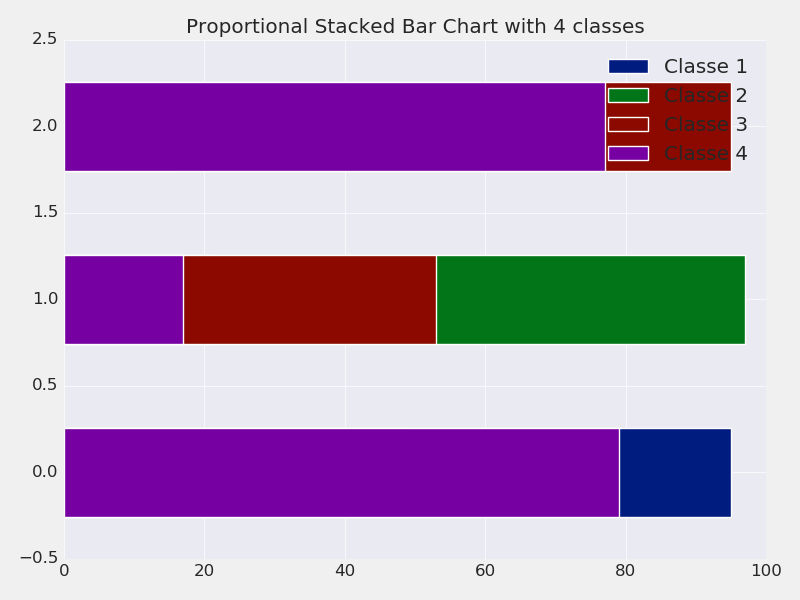 Proportional Stacked Bar Chart with 4 classes
2.5
2.0
1.5
1.0
0.5
0.0
−0.5
0 20 40 60 80 100
Classe 1
Classe 2
Classe 3
Classe 4